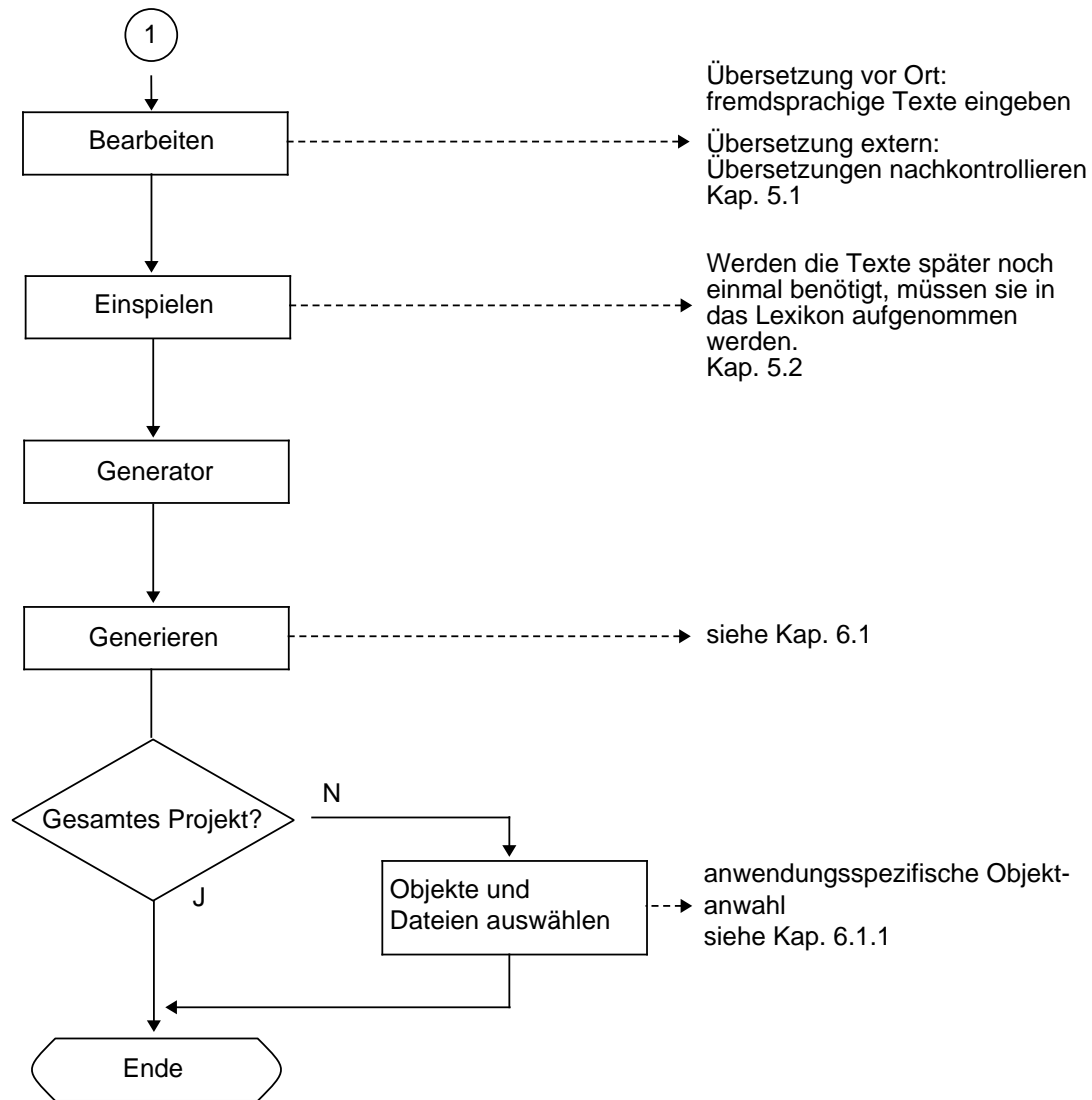 1
Bearbeiten
Übersetzung vor Ort:
fremdsprachige Texte eingeben
Übersetzung extern:
Übersetzungen nachkontrollieren
Kap. 5.1
Einspielen
Werden die Texte später noch
einmal benötigt, müssen sie in
das Lexikon aufgenommen
werden.
Kap. 5.2
Generator
Generieren
siehe Kap. 6.1
Gesamtes Projekt?
N
J
Objekte und
Dateien auswählen
anwendungsspezifische Objekt-
anwahl
siehe Kap. 6.1.1
Ende